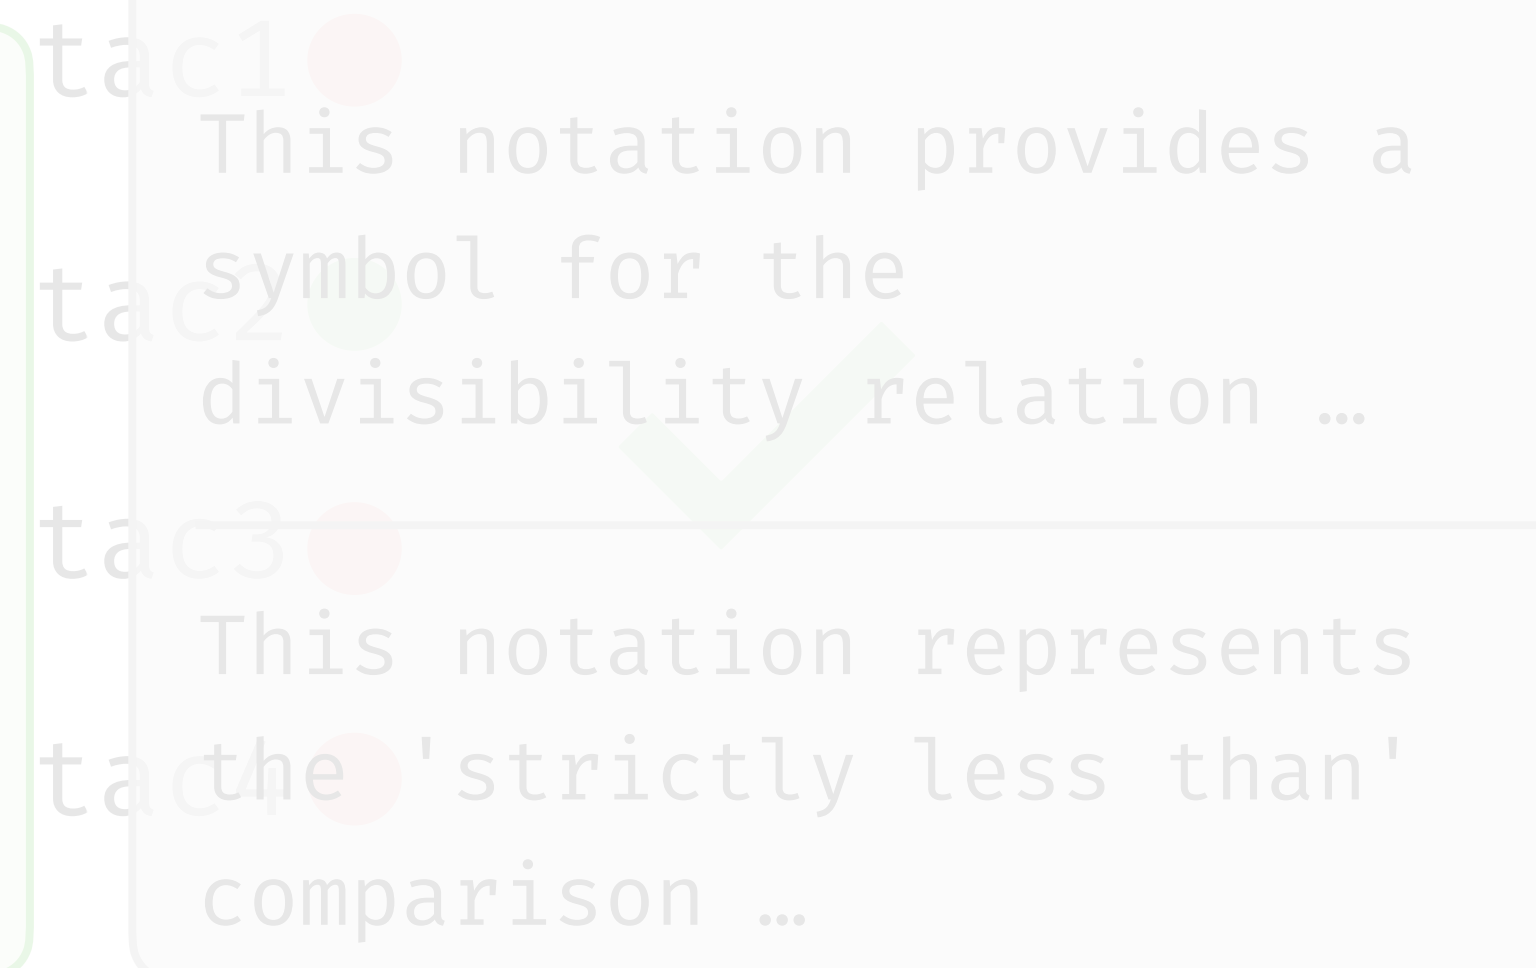 tac1
This notation provides a
symbol for the
tac2
divisibility relation …
tac3
This notation represents
the 'strictly less than'
tac4
comparison …